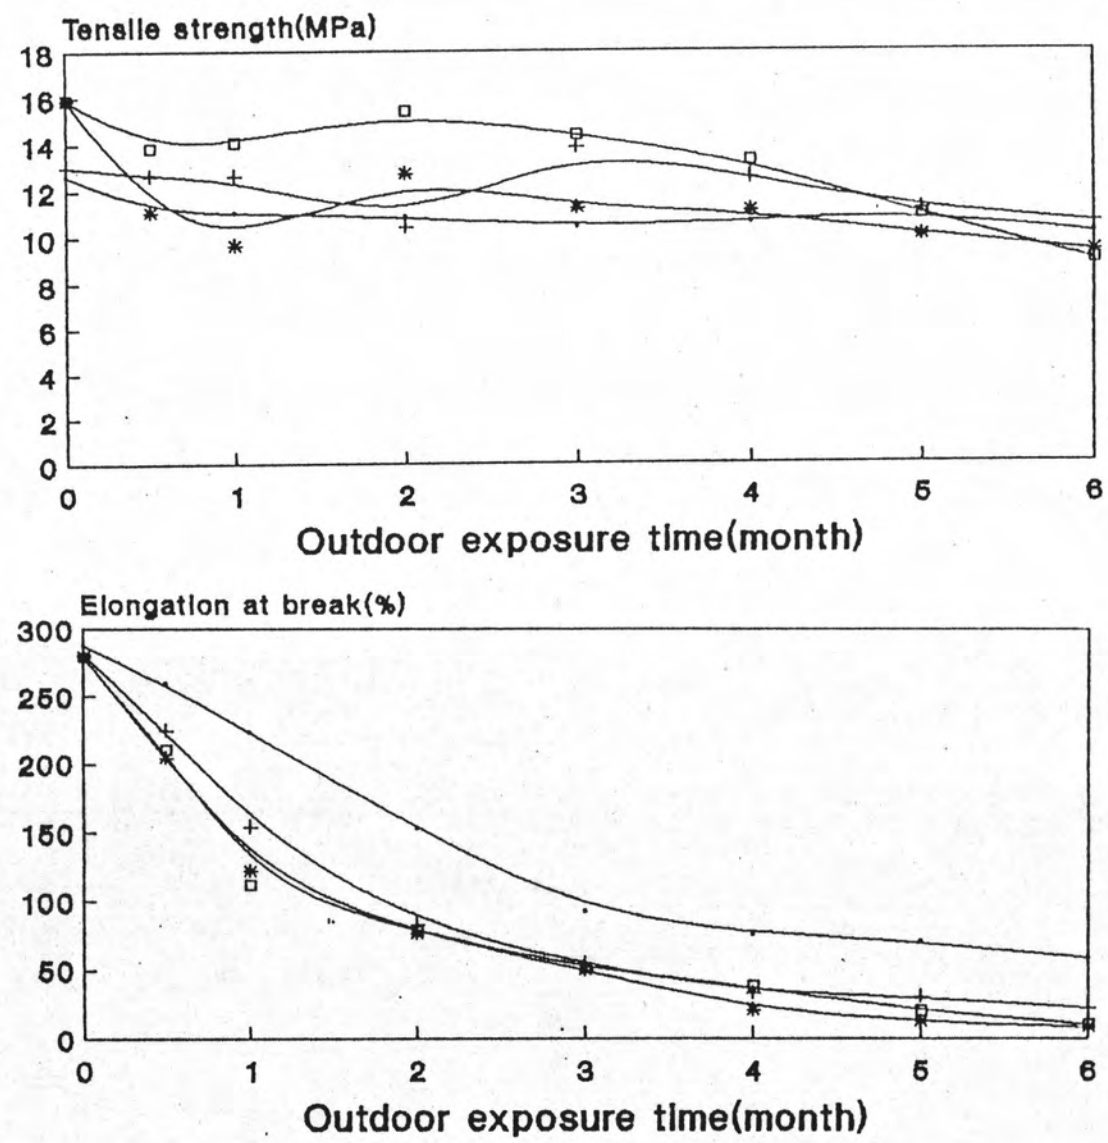 Tensile strength(MPa)
18
16
14
12
10
8
6
4
2
0
0 1 2 3 4 5 6
Outdoor exposure time(month)
Elongation at break(%)
300
250
200
150
100
50
0
0 1 2 3 4 5 6
Outdoor exposure time(month)